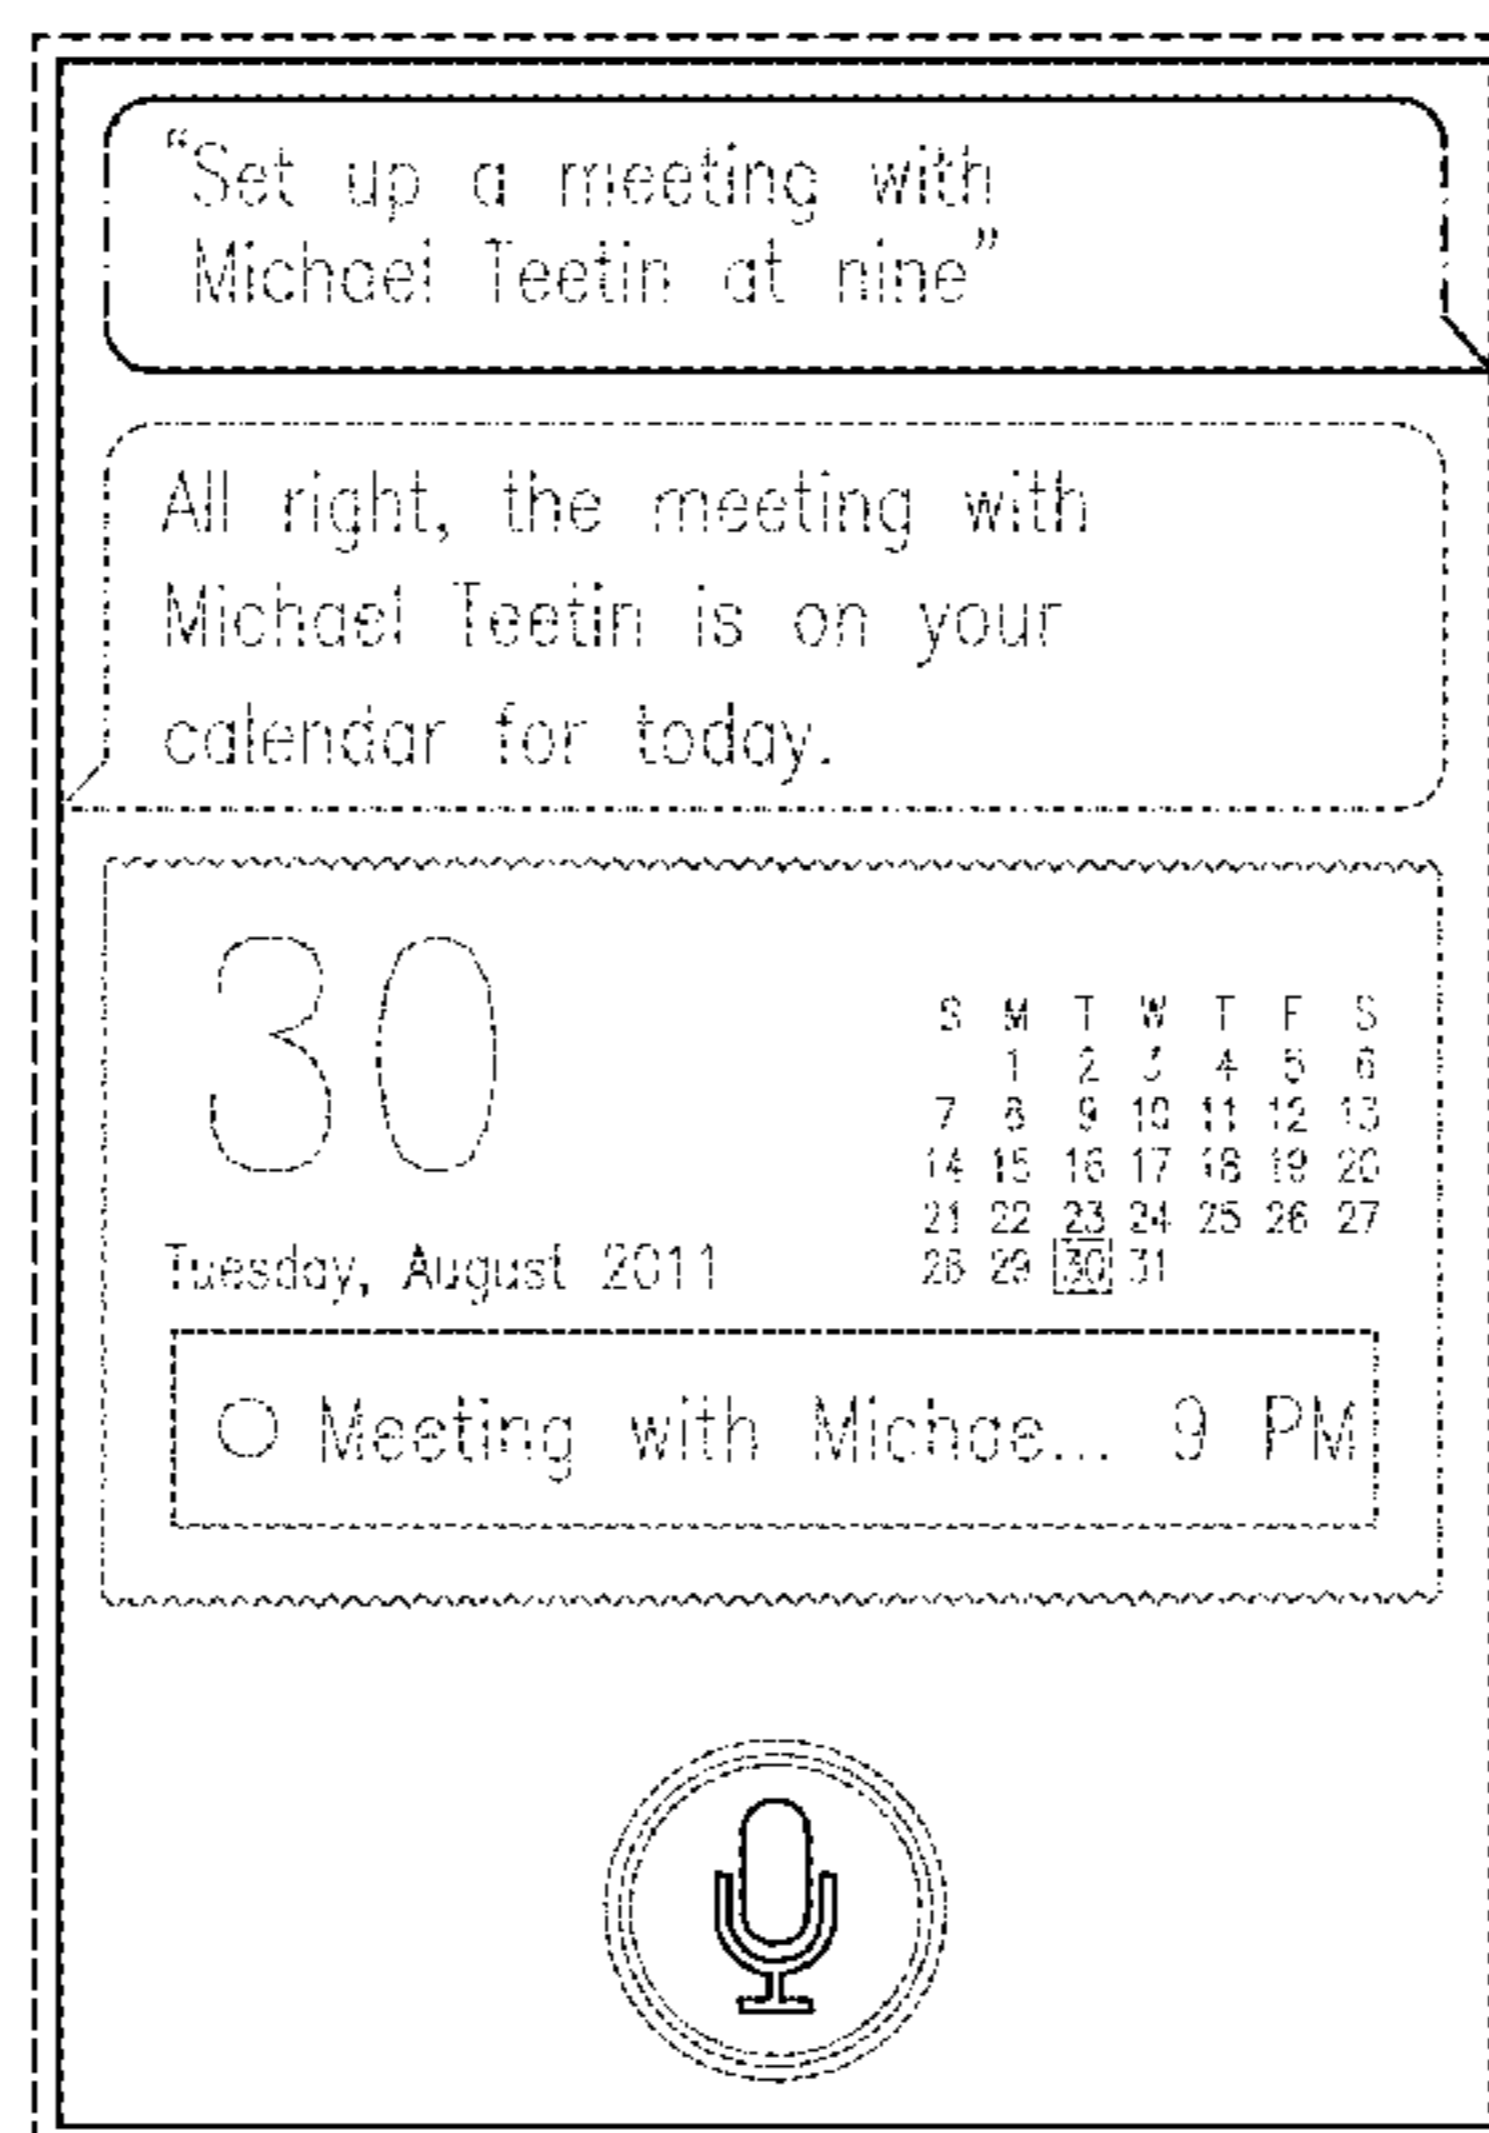 “Set up a meeting with
Michael Teetin at nine”
All right, the meeting with
Michael Teetin is on your
calendar for today.
30
Tuesday, August 2011
S M T W T F S
1 2 3 4 5 6
7 8 9 10 11 12 13
14 15 16 17 18 19 20
21 22 23 24 25 26 27
28 29 30 31
Meeting with Michae... 9 PM